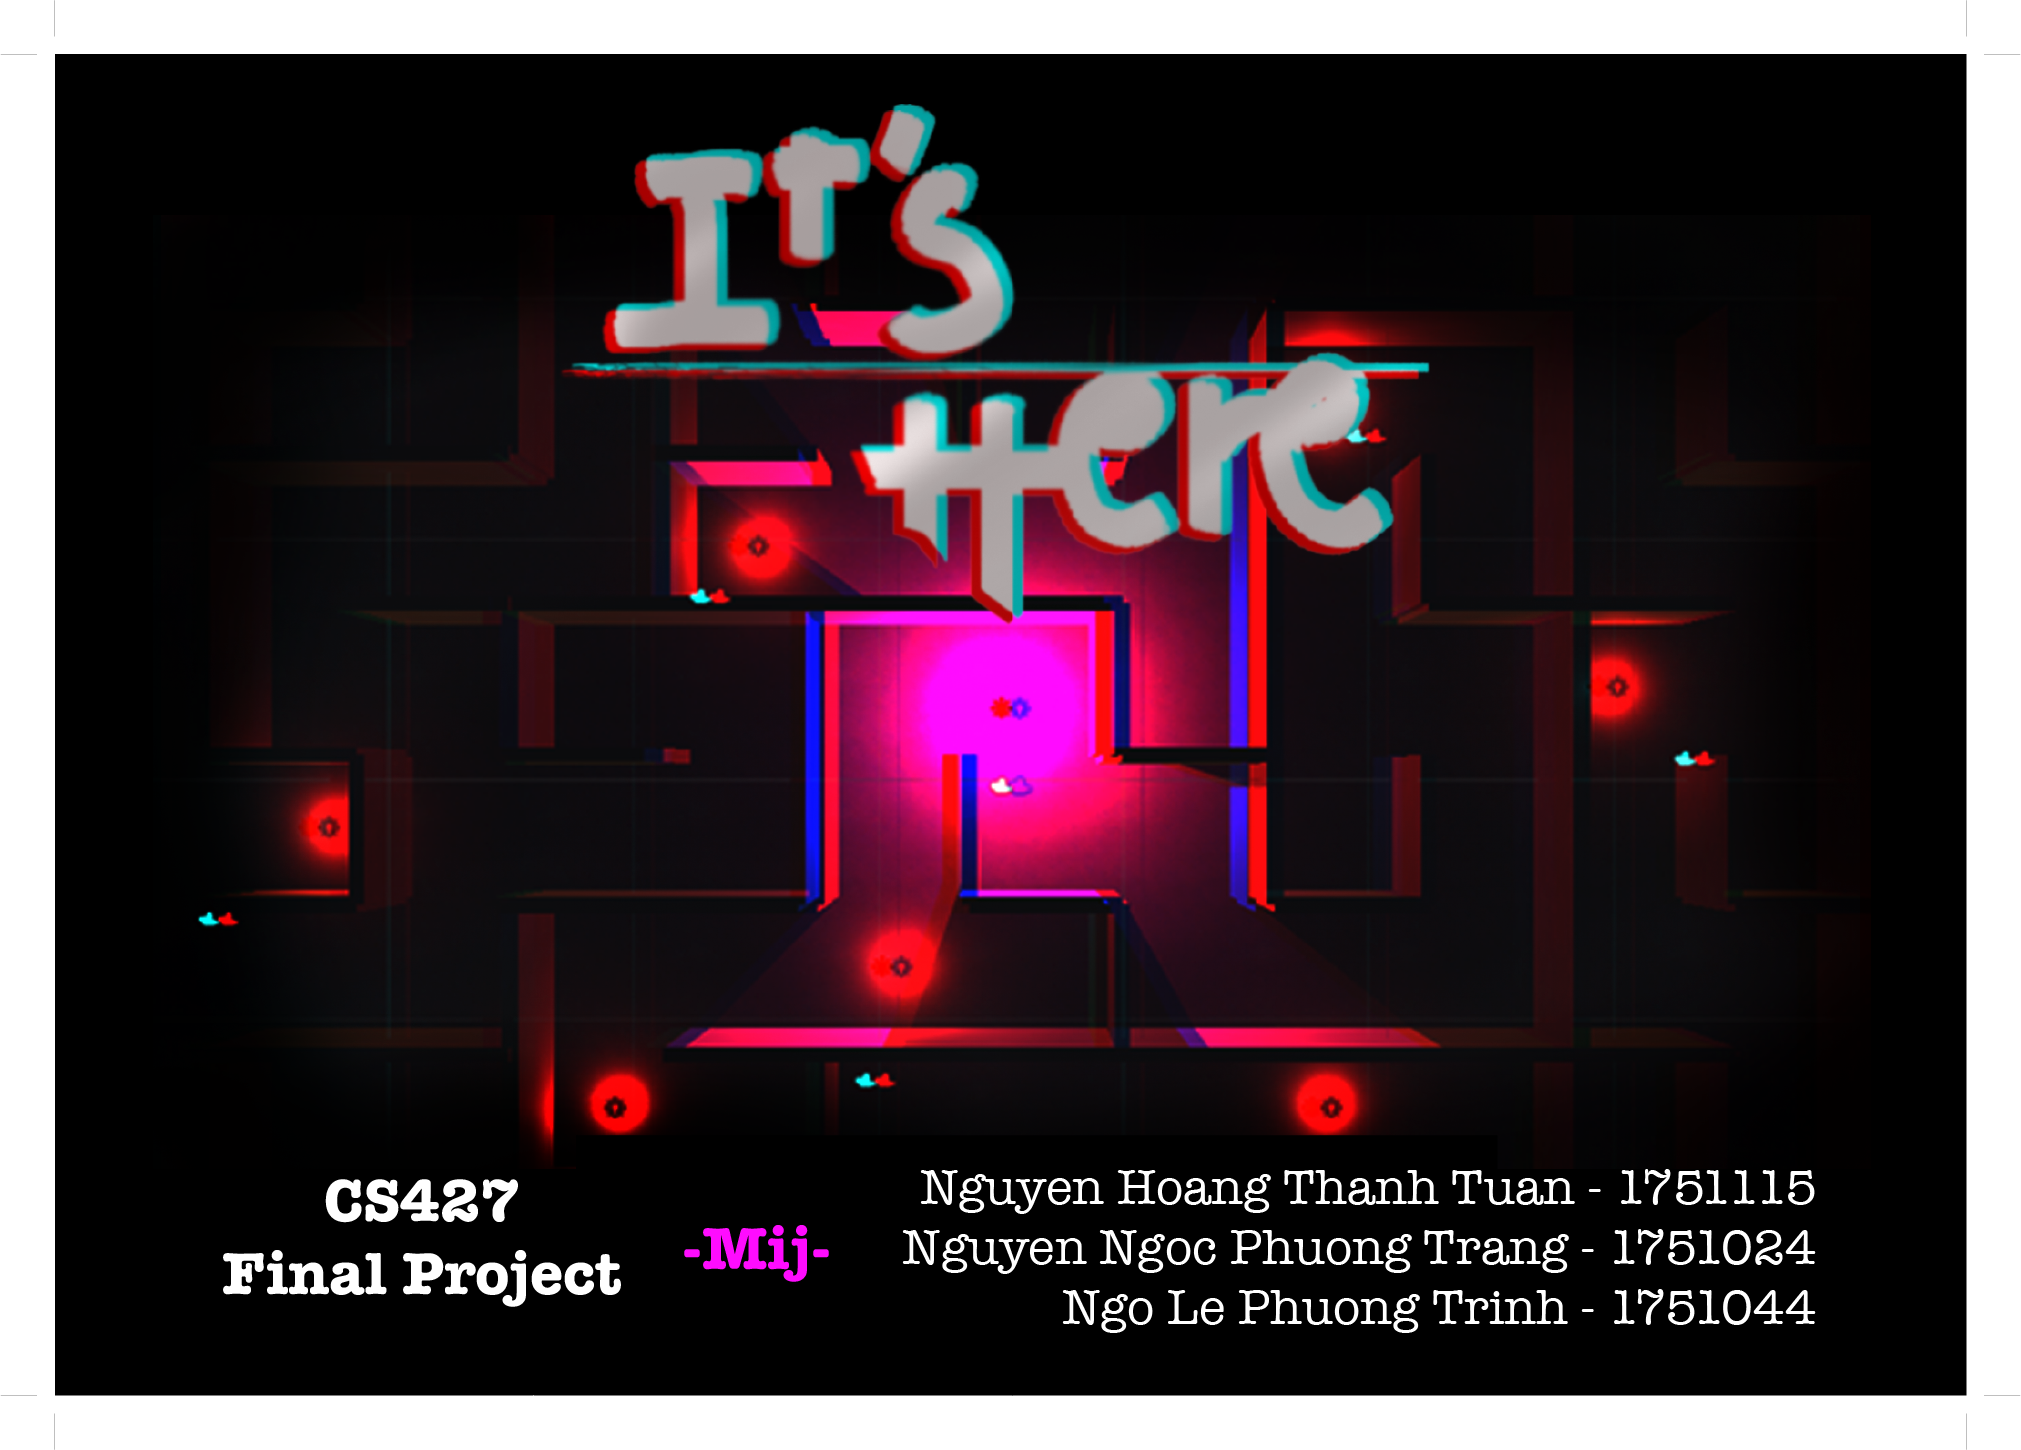 It's
Here
CS427
Final Project
-Mij-
Nguyen Hoang Thanh Tuan - 1751115
Nguyen Ngoc Phuong Trang - 1751024
Ngo Le Phuong Trinh - 1751044